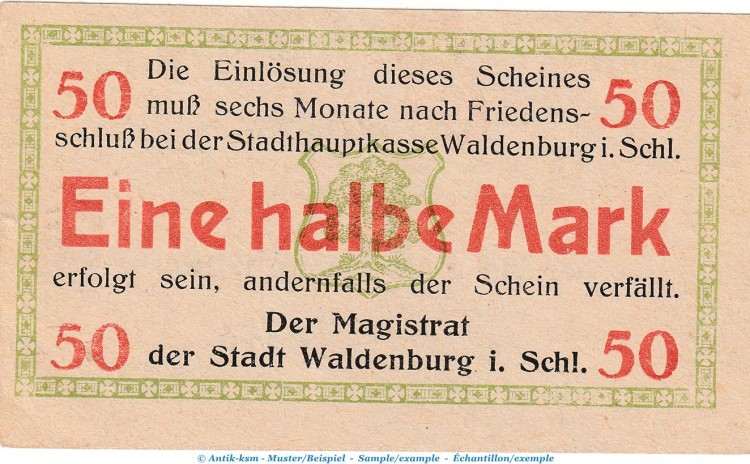 50 Die Einlösung dieses Scheines 50
muß sechs Monate nach Friedens-
schluß bei der Stadthauptkasse Waldenburg i. Schl.
Eine halbe Mark
erfolgt sein, andernfalls der Schein verfällt.
Der Magistrat
50 der Stadt Waldenburg i. Schl. 50
© Antik-ksm - Muster/Beispiel - Sample/example - Échantillon/exemple